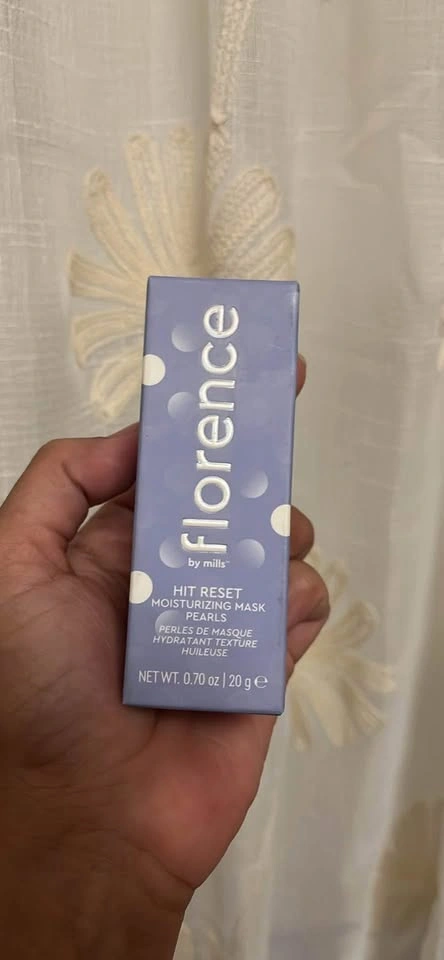 florence
by mills™
HIT RESET
MOISTURIZING MASK
PEARLS
PERLES DE MASQUE
HYDRATANT TEXTURE
HUILEUSE
NET WT. 0.70 oz | 20 g ℮